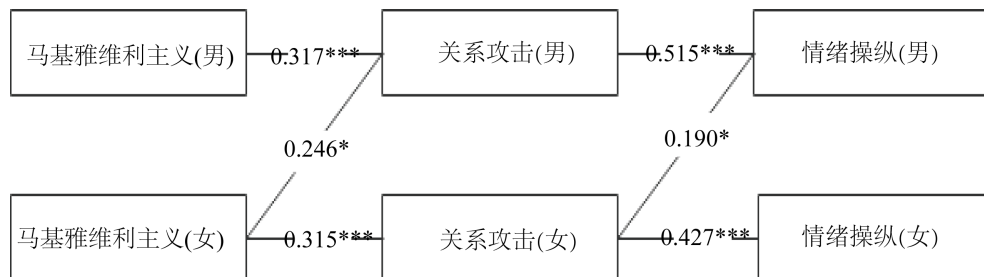 马基雅维利主义(男) 0.317*** 关系攻击(男) 0.515*** 情绪操纵(男)
0.246* 0.190*
马基雅维利主义(女) 0.315*** 关系攻击(女) 0.427*** 情绪操纵(女)